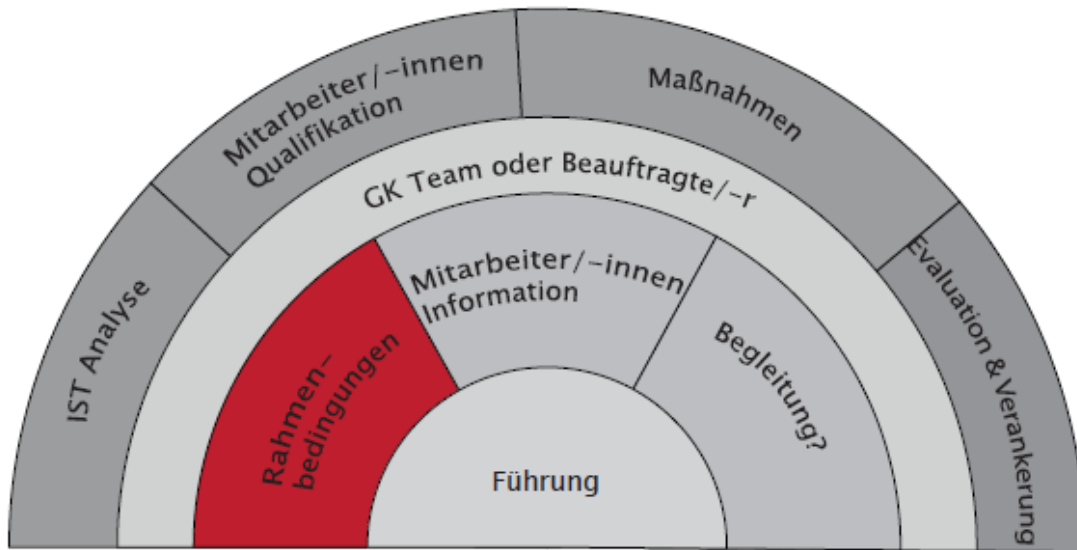 IST Analyse
Mitarbeiter/-innen
Qualifikation
Maßnahmen
Evaluation & Verankerung
GK Team oder Beauftragte/-r
Rahmen-
bedingungen
Mitarbeiter/-innen
Information
Begleitung?
Führung